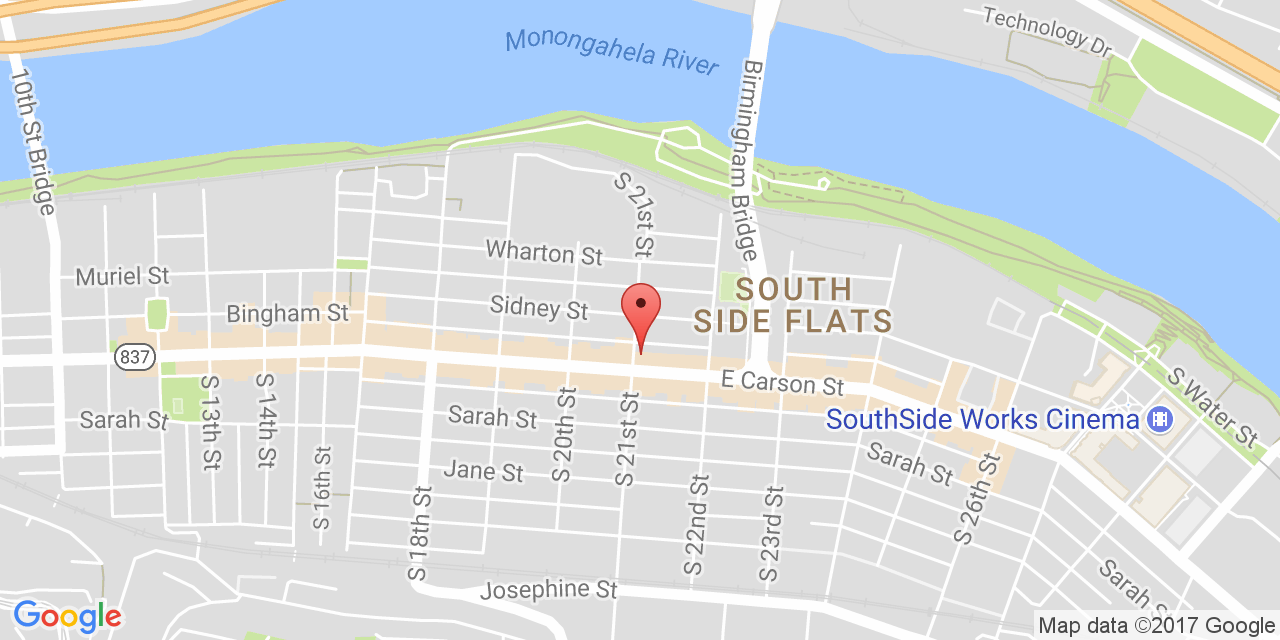 Technology Dr
Monongahela River
Birmingham Bridge
10th St Bridge
S 21st St
Wharton St
Muriel St
SOUTH
SIDE FLATS
Sidney St
Bingham St
837
E Carson St
S 13th St
S 14th St
Sarah St
S 20th St
S 21st St
Sarah St
SouthSide Works Cinema
S Water St
Jane St
S 16th St
S 18th St
S 22nd St
S 23rd St
Sarah St
S 26th St
Josephine St
Sarah St
Google
Map data ©2017 Google